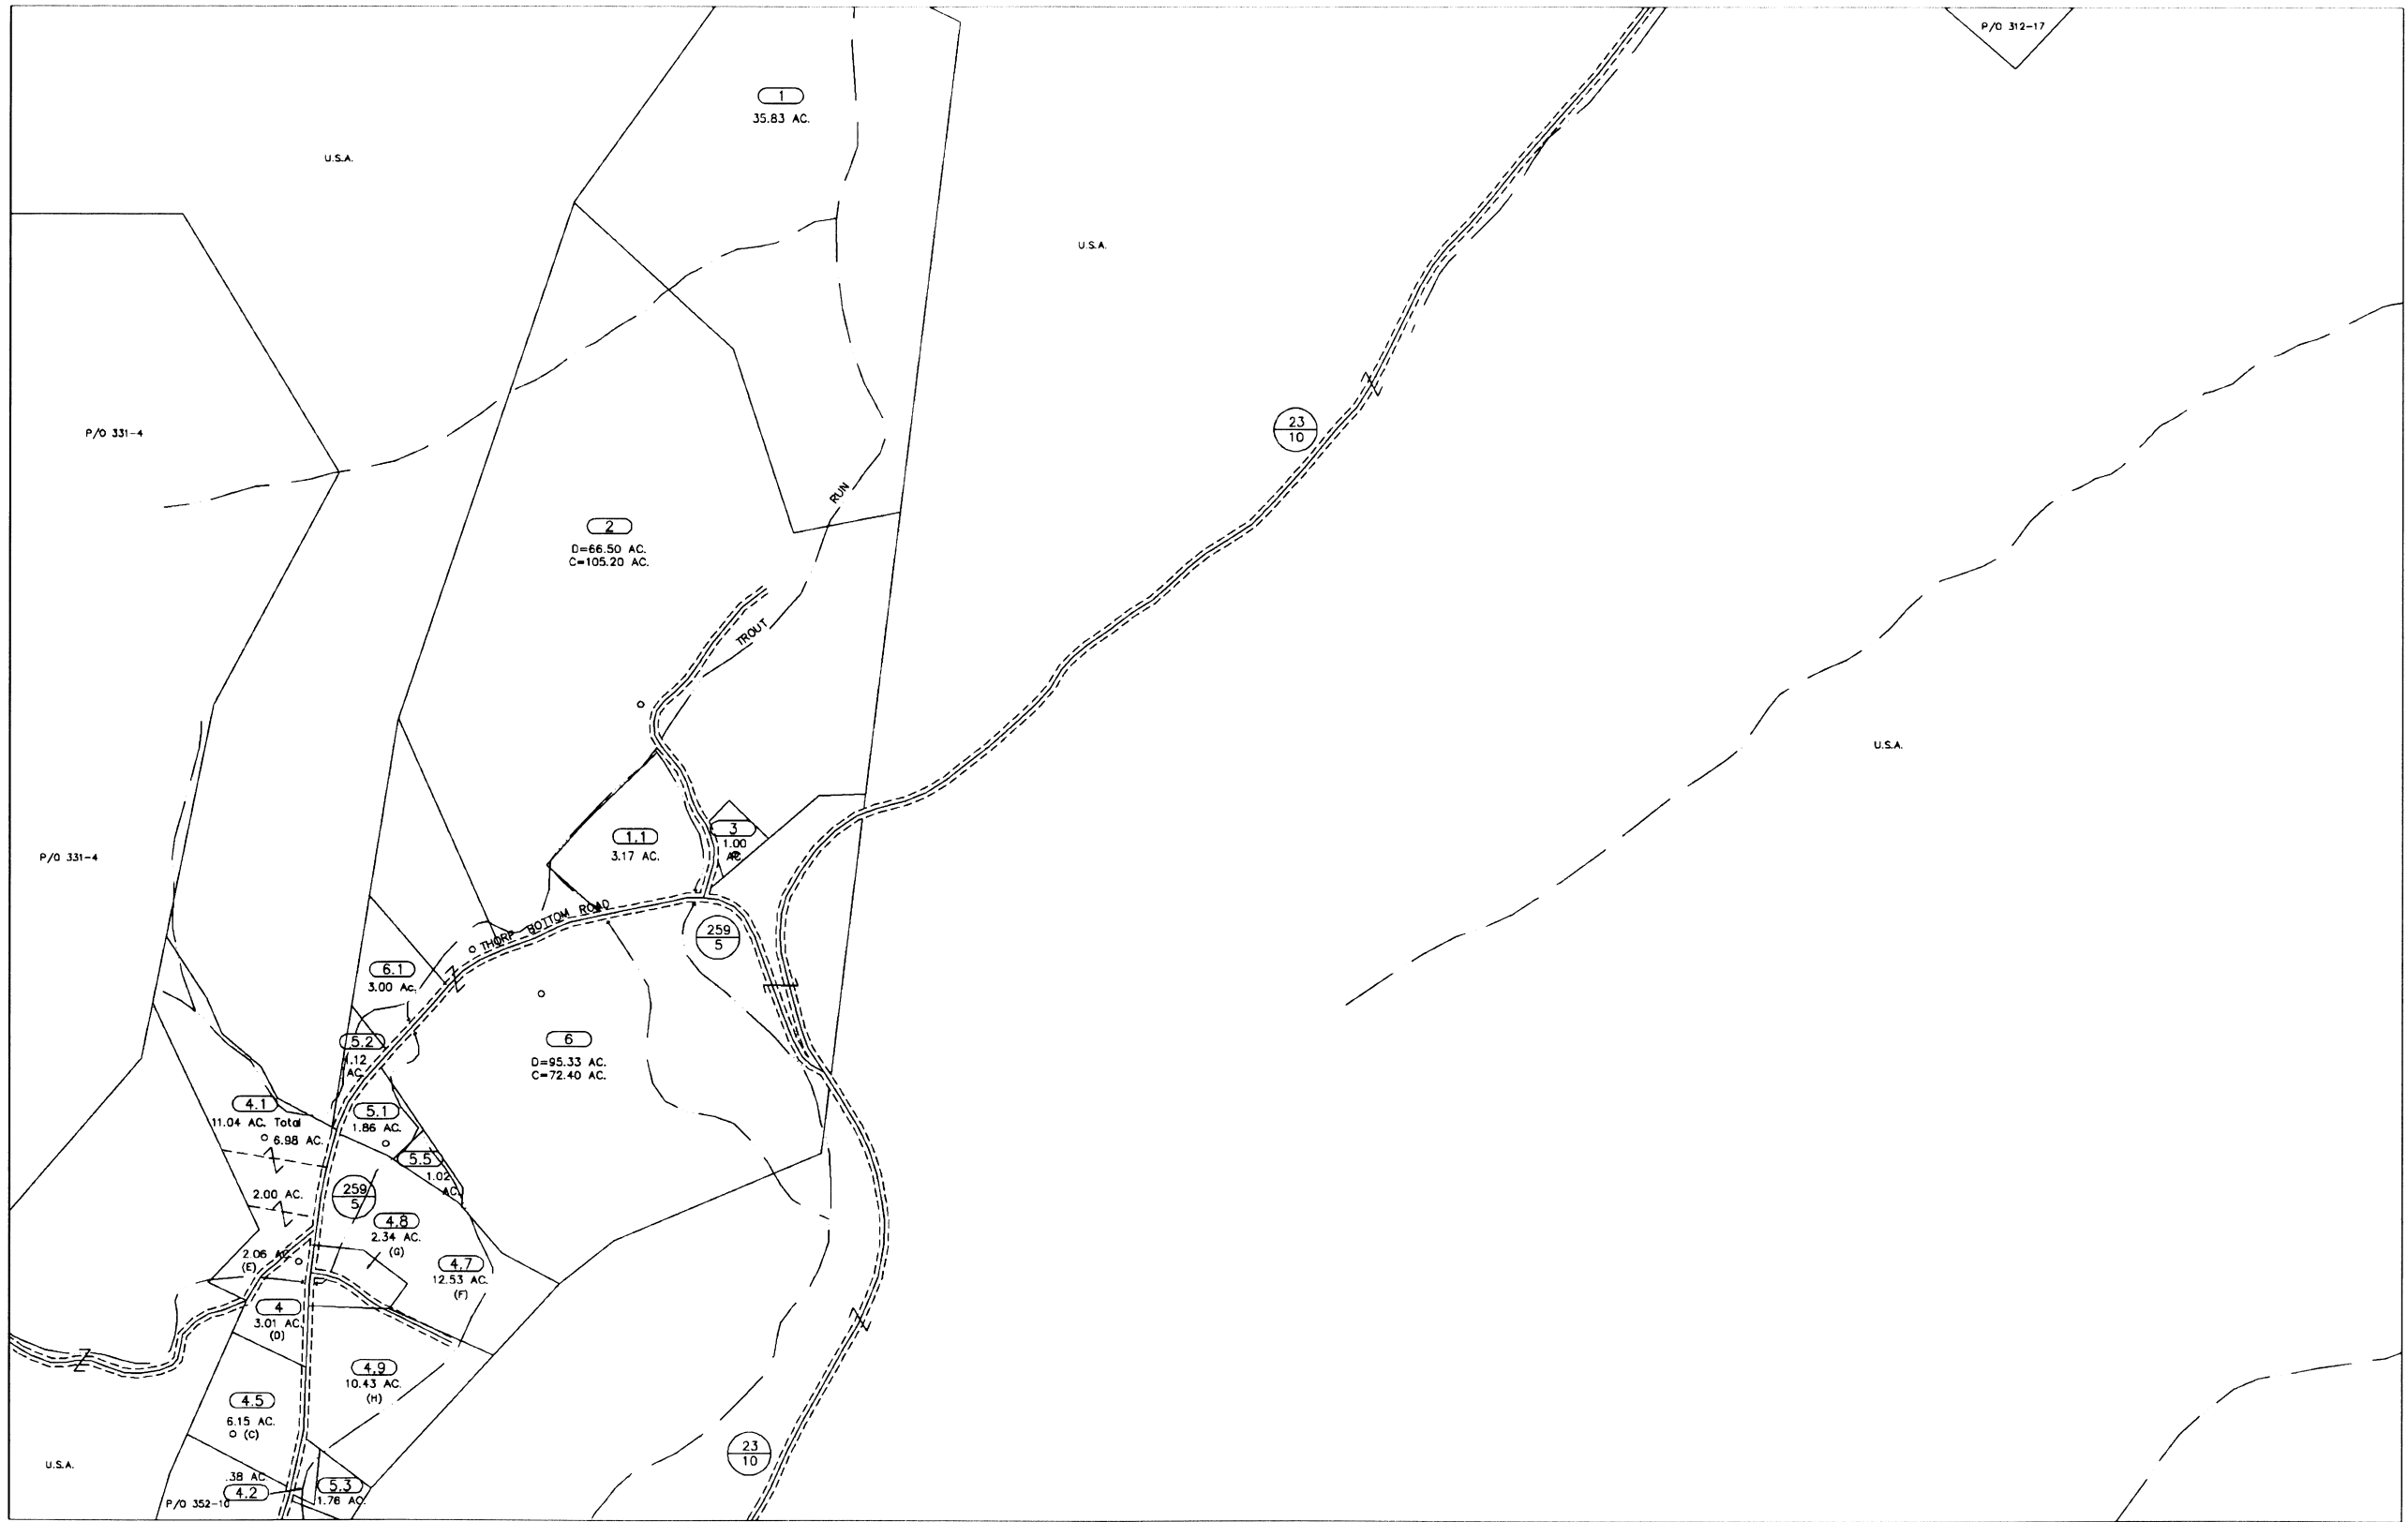 P/O 312-17
1
35.83 AC.
U.S.A.
U.S.A.
P/O 331-4
23
10
RUN
2
D=66.50 AC.
C=105.20 AC.
TROUT
U.S.A.
3
1.00
AC.
1.1
3.17 AC.
P/O 331-4
THORP BOTTOM ROAD
259
5
6.1
3.00 Ac.
6
D=95.33 AC.
C=72.40 AC.
5.2
1.12
AC.
4.1
11.04 AC. Total
6.98 AC.
5.1
1.86 AC.
5.5
1.02
AC.
2.00 AC.
259
5
4.8
2.34 AC.
(G)
2.06 AC.
(E)
4.7
12.53 AC.
(F)
4
3.01 AC.
(D)
4.9
10.43 AC.
(H)
4.5
6.15 AC.
(C)
23
10
U.S.A.
.38 AC.
4.2
5.3
1.76 AC.
P/O 352-10